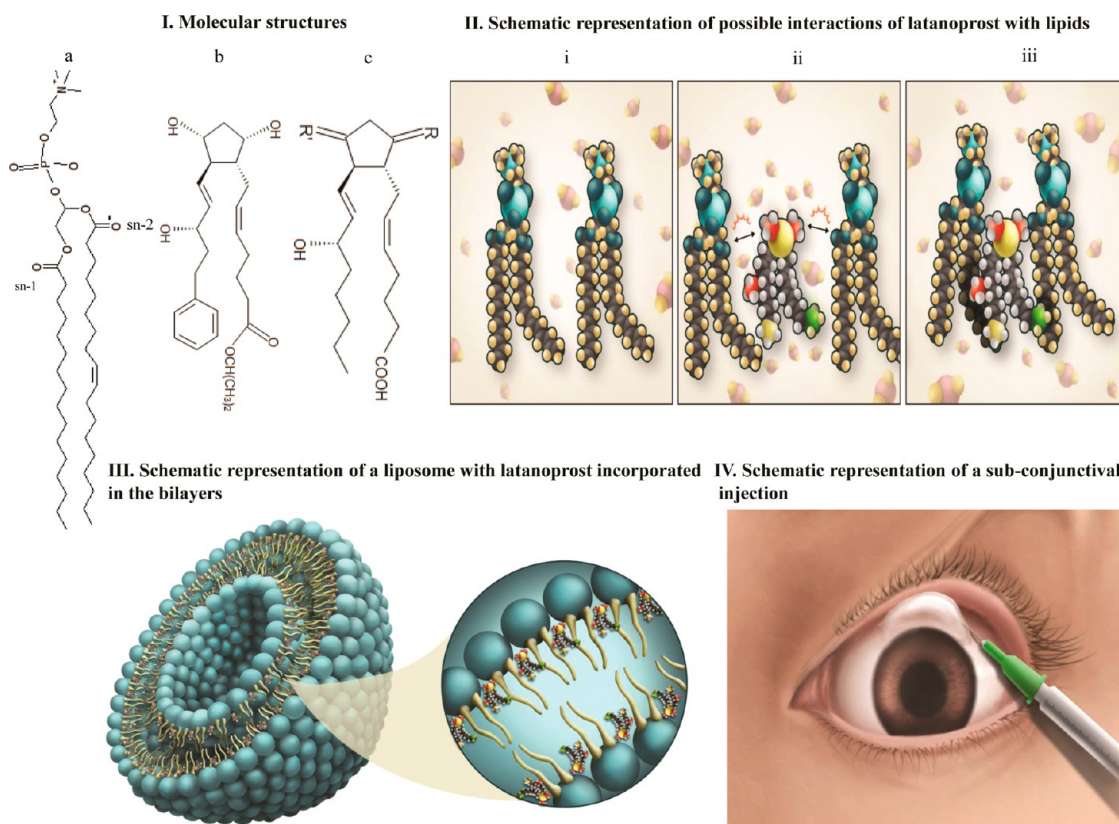 I. Molecular structures
II. Schematic representation of possible interactions of latanoprost with lipids
a
b
c
i
ii
iii
N
+
O
O
P
O
O
O
O
sn-2
O
O
sn-1
OH
OH
OH
O
OCH(CH3)2
R'
R
OH
COOH
III. Schematic representation of a liposome with latanoprost incorporated
in the bilayers
IV. Schematic representation of a sub-conjunctival
injection